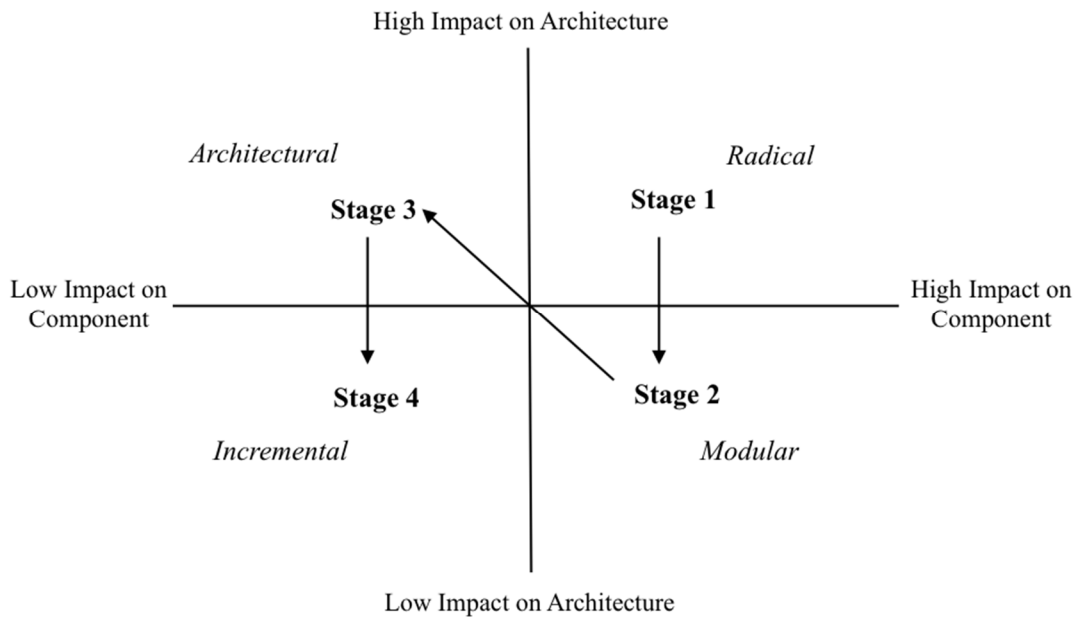 High Impact on Architecture
Architectural
Radical
Stage 3
Stage 1
Low Impact on
Component
High Impact on
Component
Stage 4
Stage 2
Incremental
Modular
Low Impact on Architecture